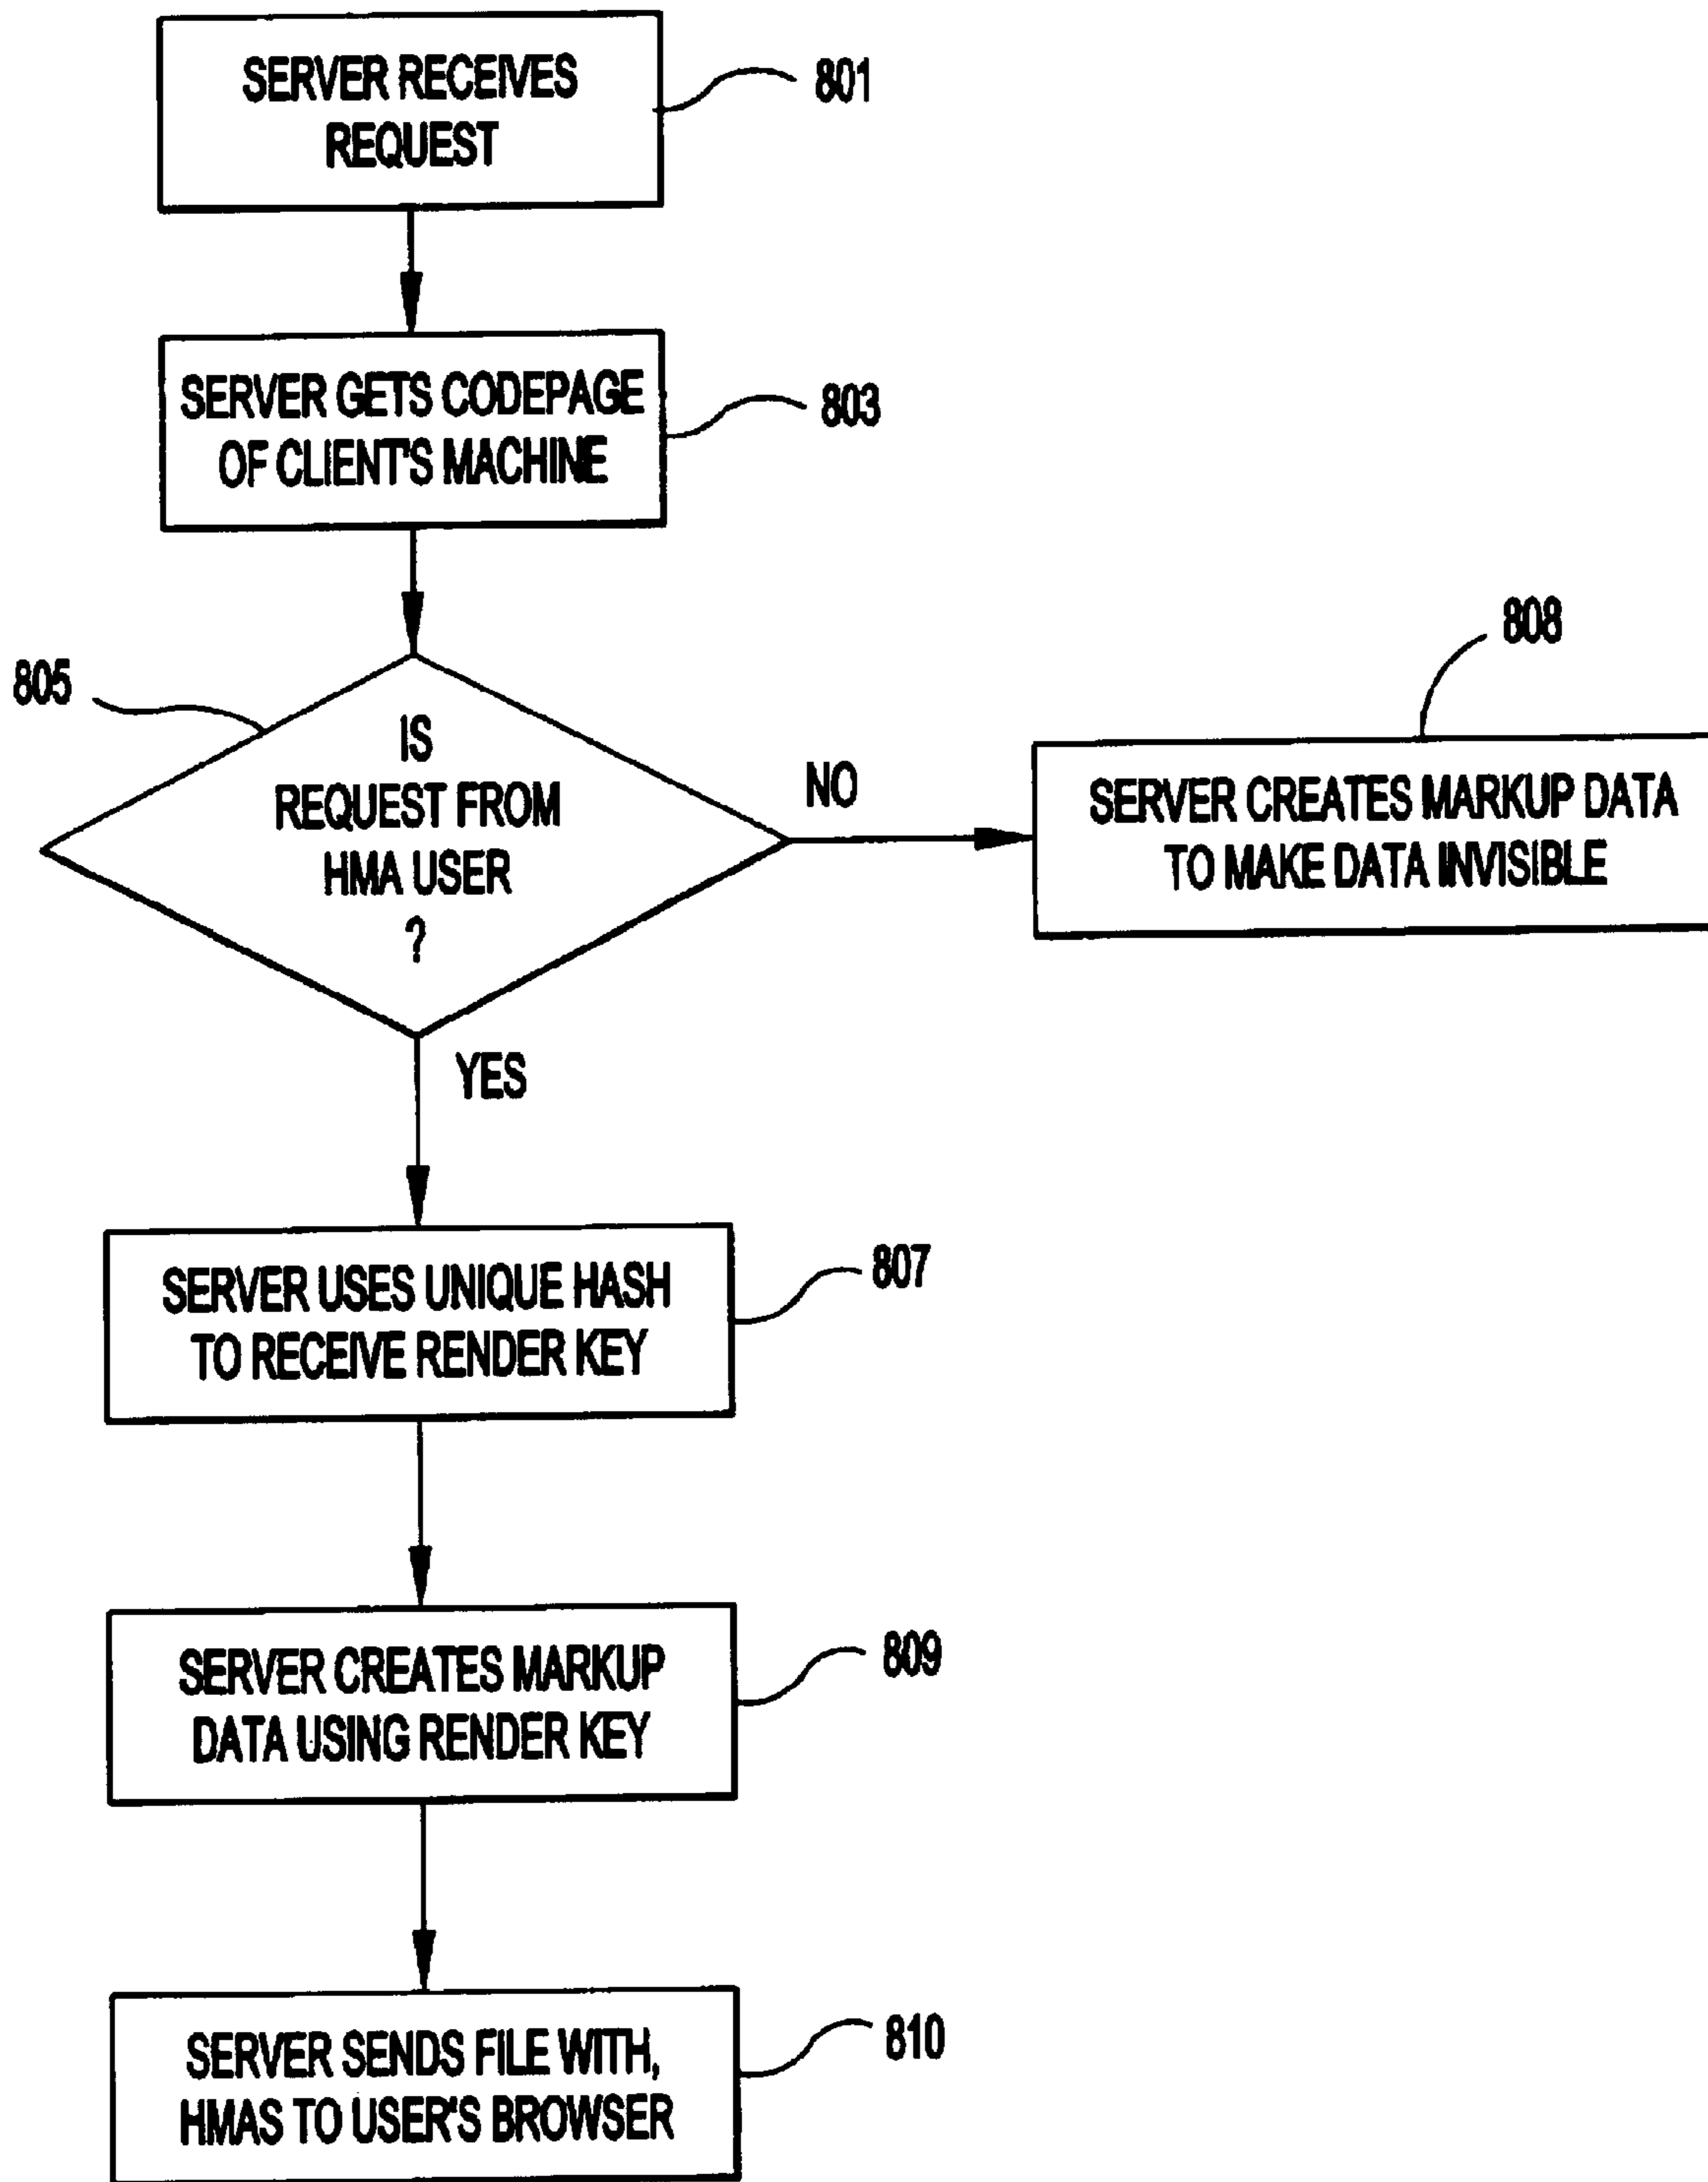 SERVER RECEIVES
REQUEST
801
SERVER GETS CODEPAGE
OF CLIENT'S MACHINE
803
805
IS
REQUEST FROM
HMA USER
?
NO
808
SERVER CREATES MARKUP DATA
TO MAKE DATA INVISIBLE
YES
SERVER USES UNIQUE HASH
TO RECEIVE RENDER KEY
807
SERVER CREATES MARKUP
DATA USING RENDER KEY
809
SERVER SENDS FILE WITH,
HMAS TO USER'S BROWSER
810